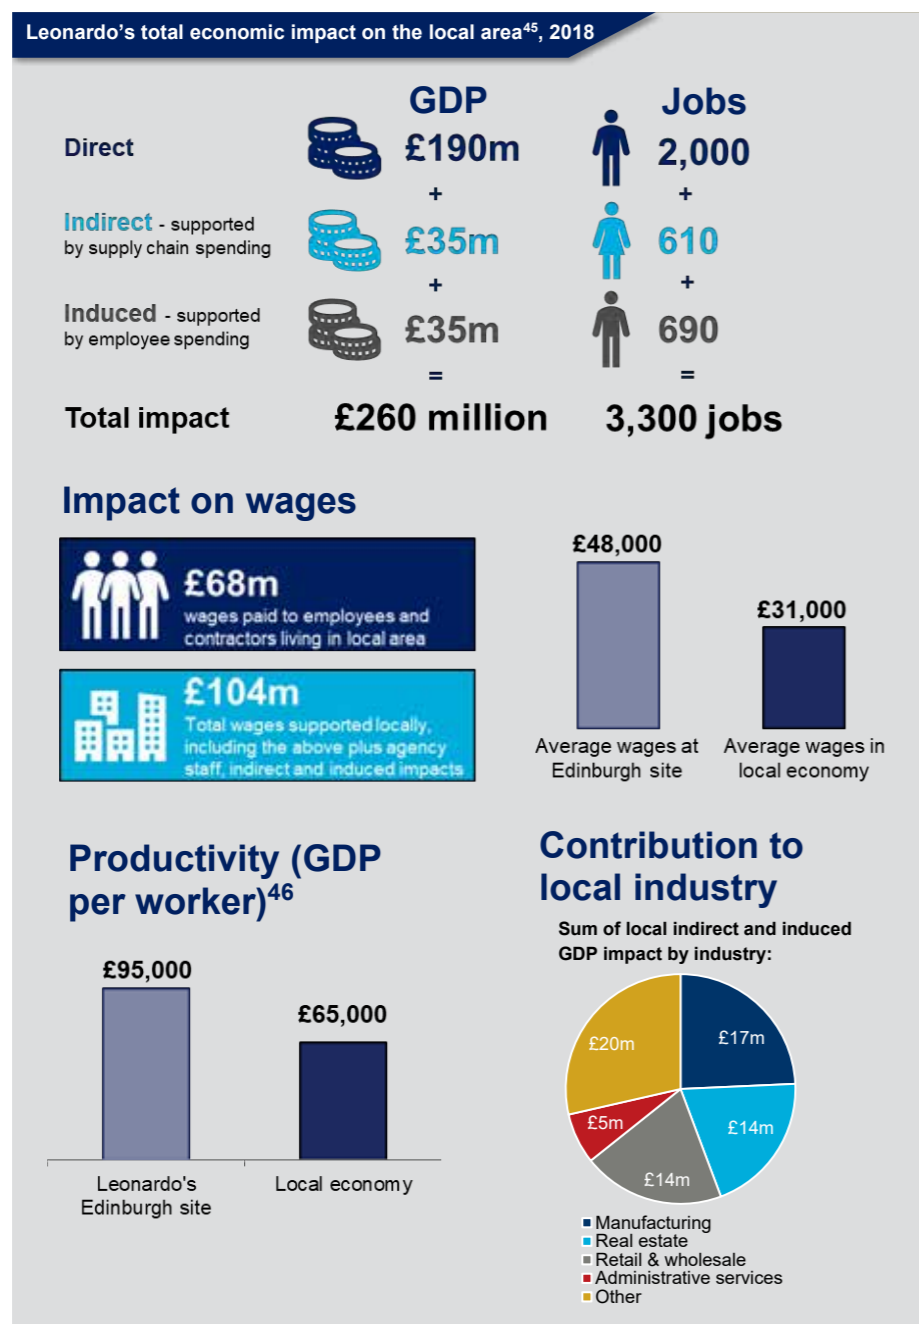 Leonardo's total economic impact on the local area45, 2018
GDP
Jobs
Direct
£190m
2,000
+
+
Indirect - supported
by supply chain spending
£35m
610
+
+
Induced - supported
by employee spending
£35m
690
=
=
Total impact
£260 million
3,300 jobs
Impact on wages
£68m
wages paid to employees and
contractors living in local area
£104m
Total wages supported locally,
including the above plus agency
staff, indirect and induced impacts
£48,000
£31,000
Average wages at
Edinburgh site
Average wages in
local economy
Productivity (GDP
per worker)46
£95,000
£65,000
Leonardo's
Edinburgh site
Local economy
Contribution to
local industry
Sum of local indirect and induced
GDP impact by industry:
£20m
£17m
£5m
£14m
£14m
Manufacturing
Real estate
Retail & wholesale
Administrative services
Other